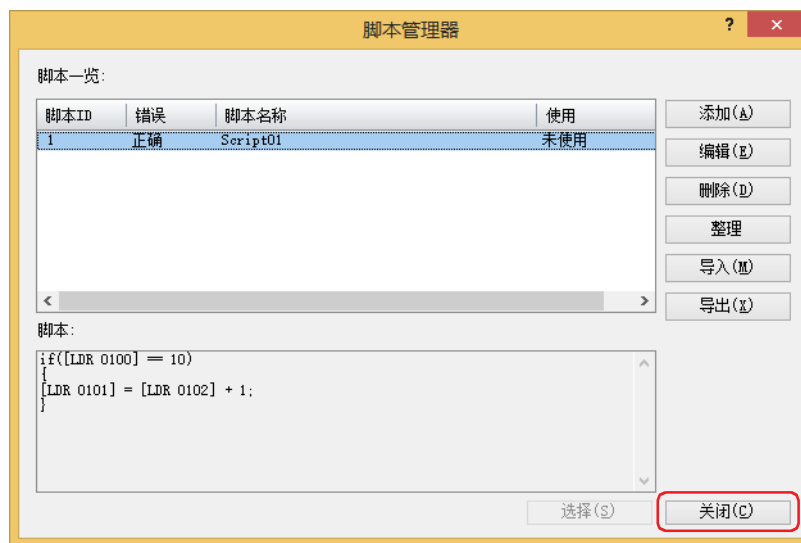 脚本管理器
?
×
脚本一览:
脚本ID 错误 脚本名称 使用
1 正确 Script01 未使用
添加(A)
编辑(E)
删除(D)
整理
导入(M)
导出(X)
脚本:
if([LDR 0100] == 10)
{
[LDR 0101] = [LDR 0102] + 1;
}
选择(S)
关闭(C)